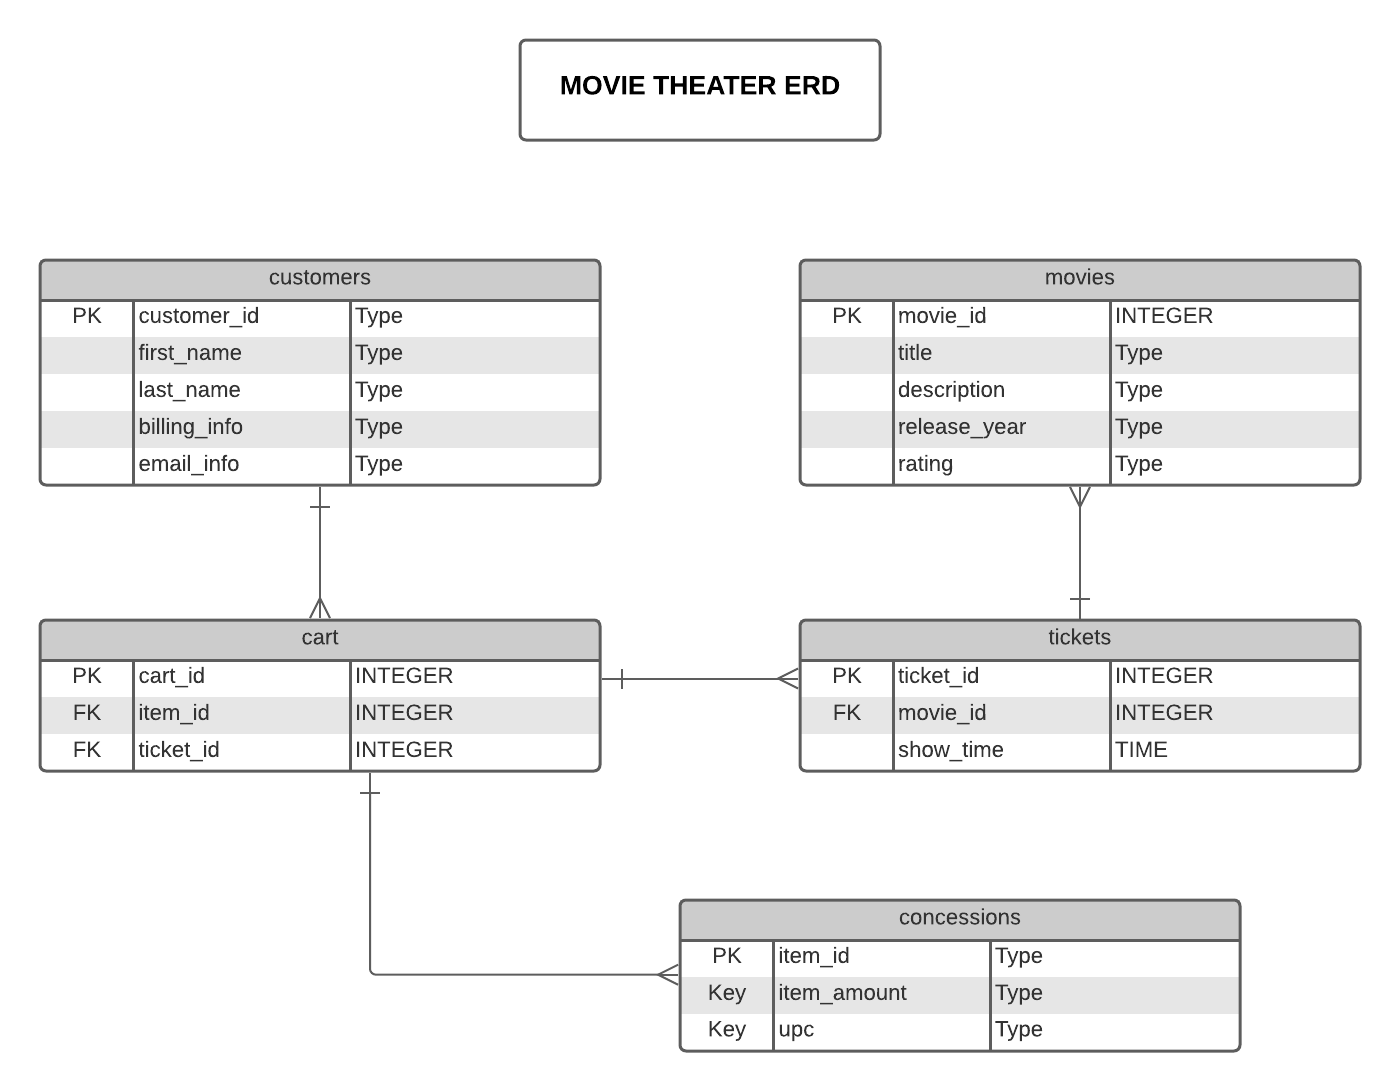 MOVIE THEATER ERD
customers
PK customer_id Type
first_name Type
last_name Type
billing_info Type
email_info Type
movies
PK movie_id INTEGER
title Type
description Type
release_year Type
rating Type
cart
PK cart_id INTEGER
FK item_id INTEGER
FK ticket_id INTEGER
tickets
PK ticket_id INTEGER
FK movie_id INTEGER
show_time TIME
concessions
PK item_id Type
Key item_amount Type
Key upc Type